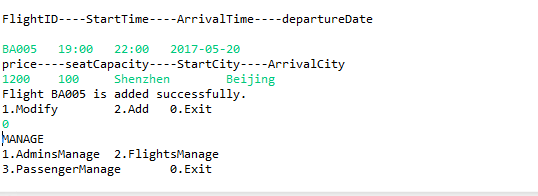 FlightID----StartTime----ArrivalTime----departureDate
BA005 19:00 22:00 2017-05-20
price----seatCapacity----StartCity----ArrivalCity
1200 100 Shenzhen Beijing
Flight BA005 is added successfully.
1.Modify 2.Add 0.Exit
0
MANAGE
1.AdminsManage 2.FlightsManage
3.PassengerManage 0.Exit